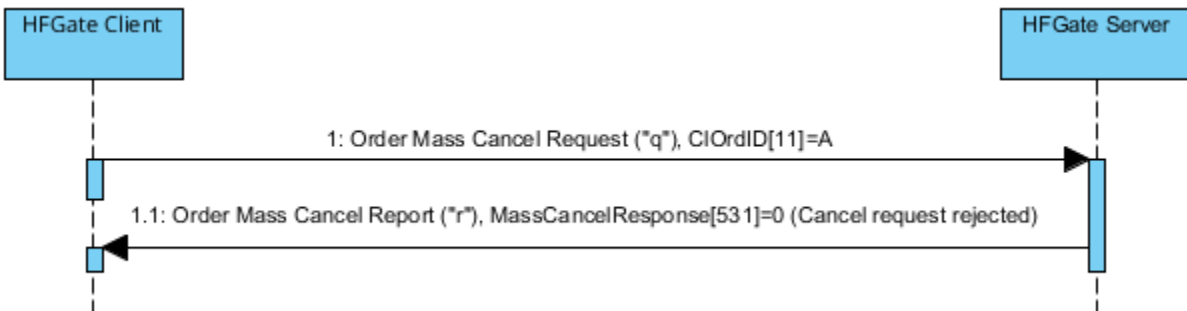 HFGate Client
HFGate Server
1: Order Mass Cancel Request ("q"), ClOrdID[11]=A
1.1: Order Mass Cancel Report ("r"), MassCancelResponse[531]=0 (Cancel request rejected)